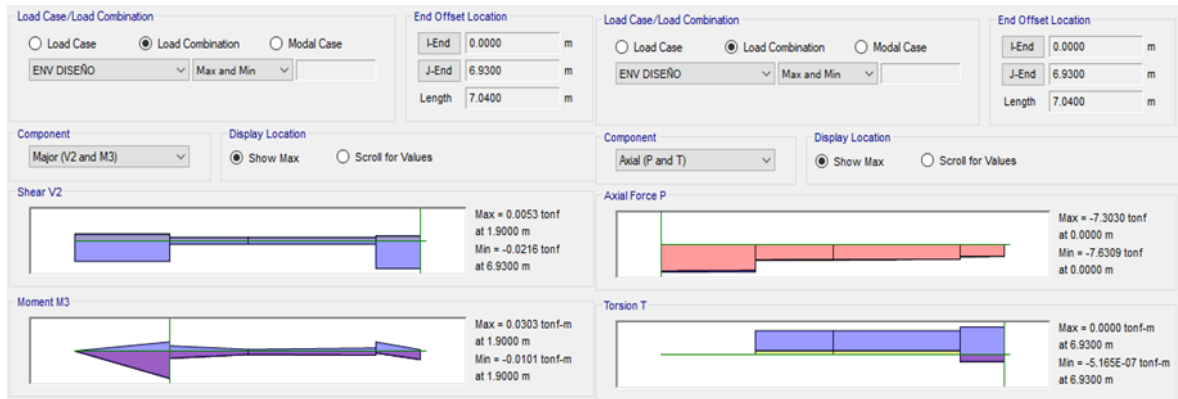 Load Case/Load Combination
Load Case
Load Combination
Modal Case
ENV DISEÑO
Max and Min
End Offset Location
I-End
0.0000
m
J-End
6.9300
m
Length
7.0400
m
Component
Major (V2 and M3)
Display Location
Show Max
Scroll for Values
Shear V2
Max = 0.0053 tonf
at 1.9000 m
Min = -0.0216 tonf
at 6.9300 m
Moment M3
Max = 0.0303 tonf-m
at 1.9000 m
Min = -0.0101 tonf-m
at 1.9000 m
Load Case/Load Combination
Load Case
Load Combination
Modal Case
ENV DISEÑO
Max and Min
End Offset Location
I-End
0.0000
m
J-End
6.9300
m
Length
7.0400
m
Component
Axial (P and T)
Display Location
Show Max
Scroll for Values
Axial Force P
Max = -7.3030 tonf
at 0.0000 m
Min = -7.6309 tonf
at 0.0000 m
Torsion T
Max = 0.0000 tonf-m
at 6.9300 m
Min = -5.165E-07 tonf-m
at 6.9300 m